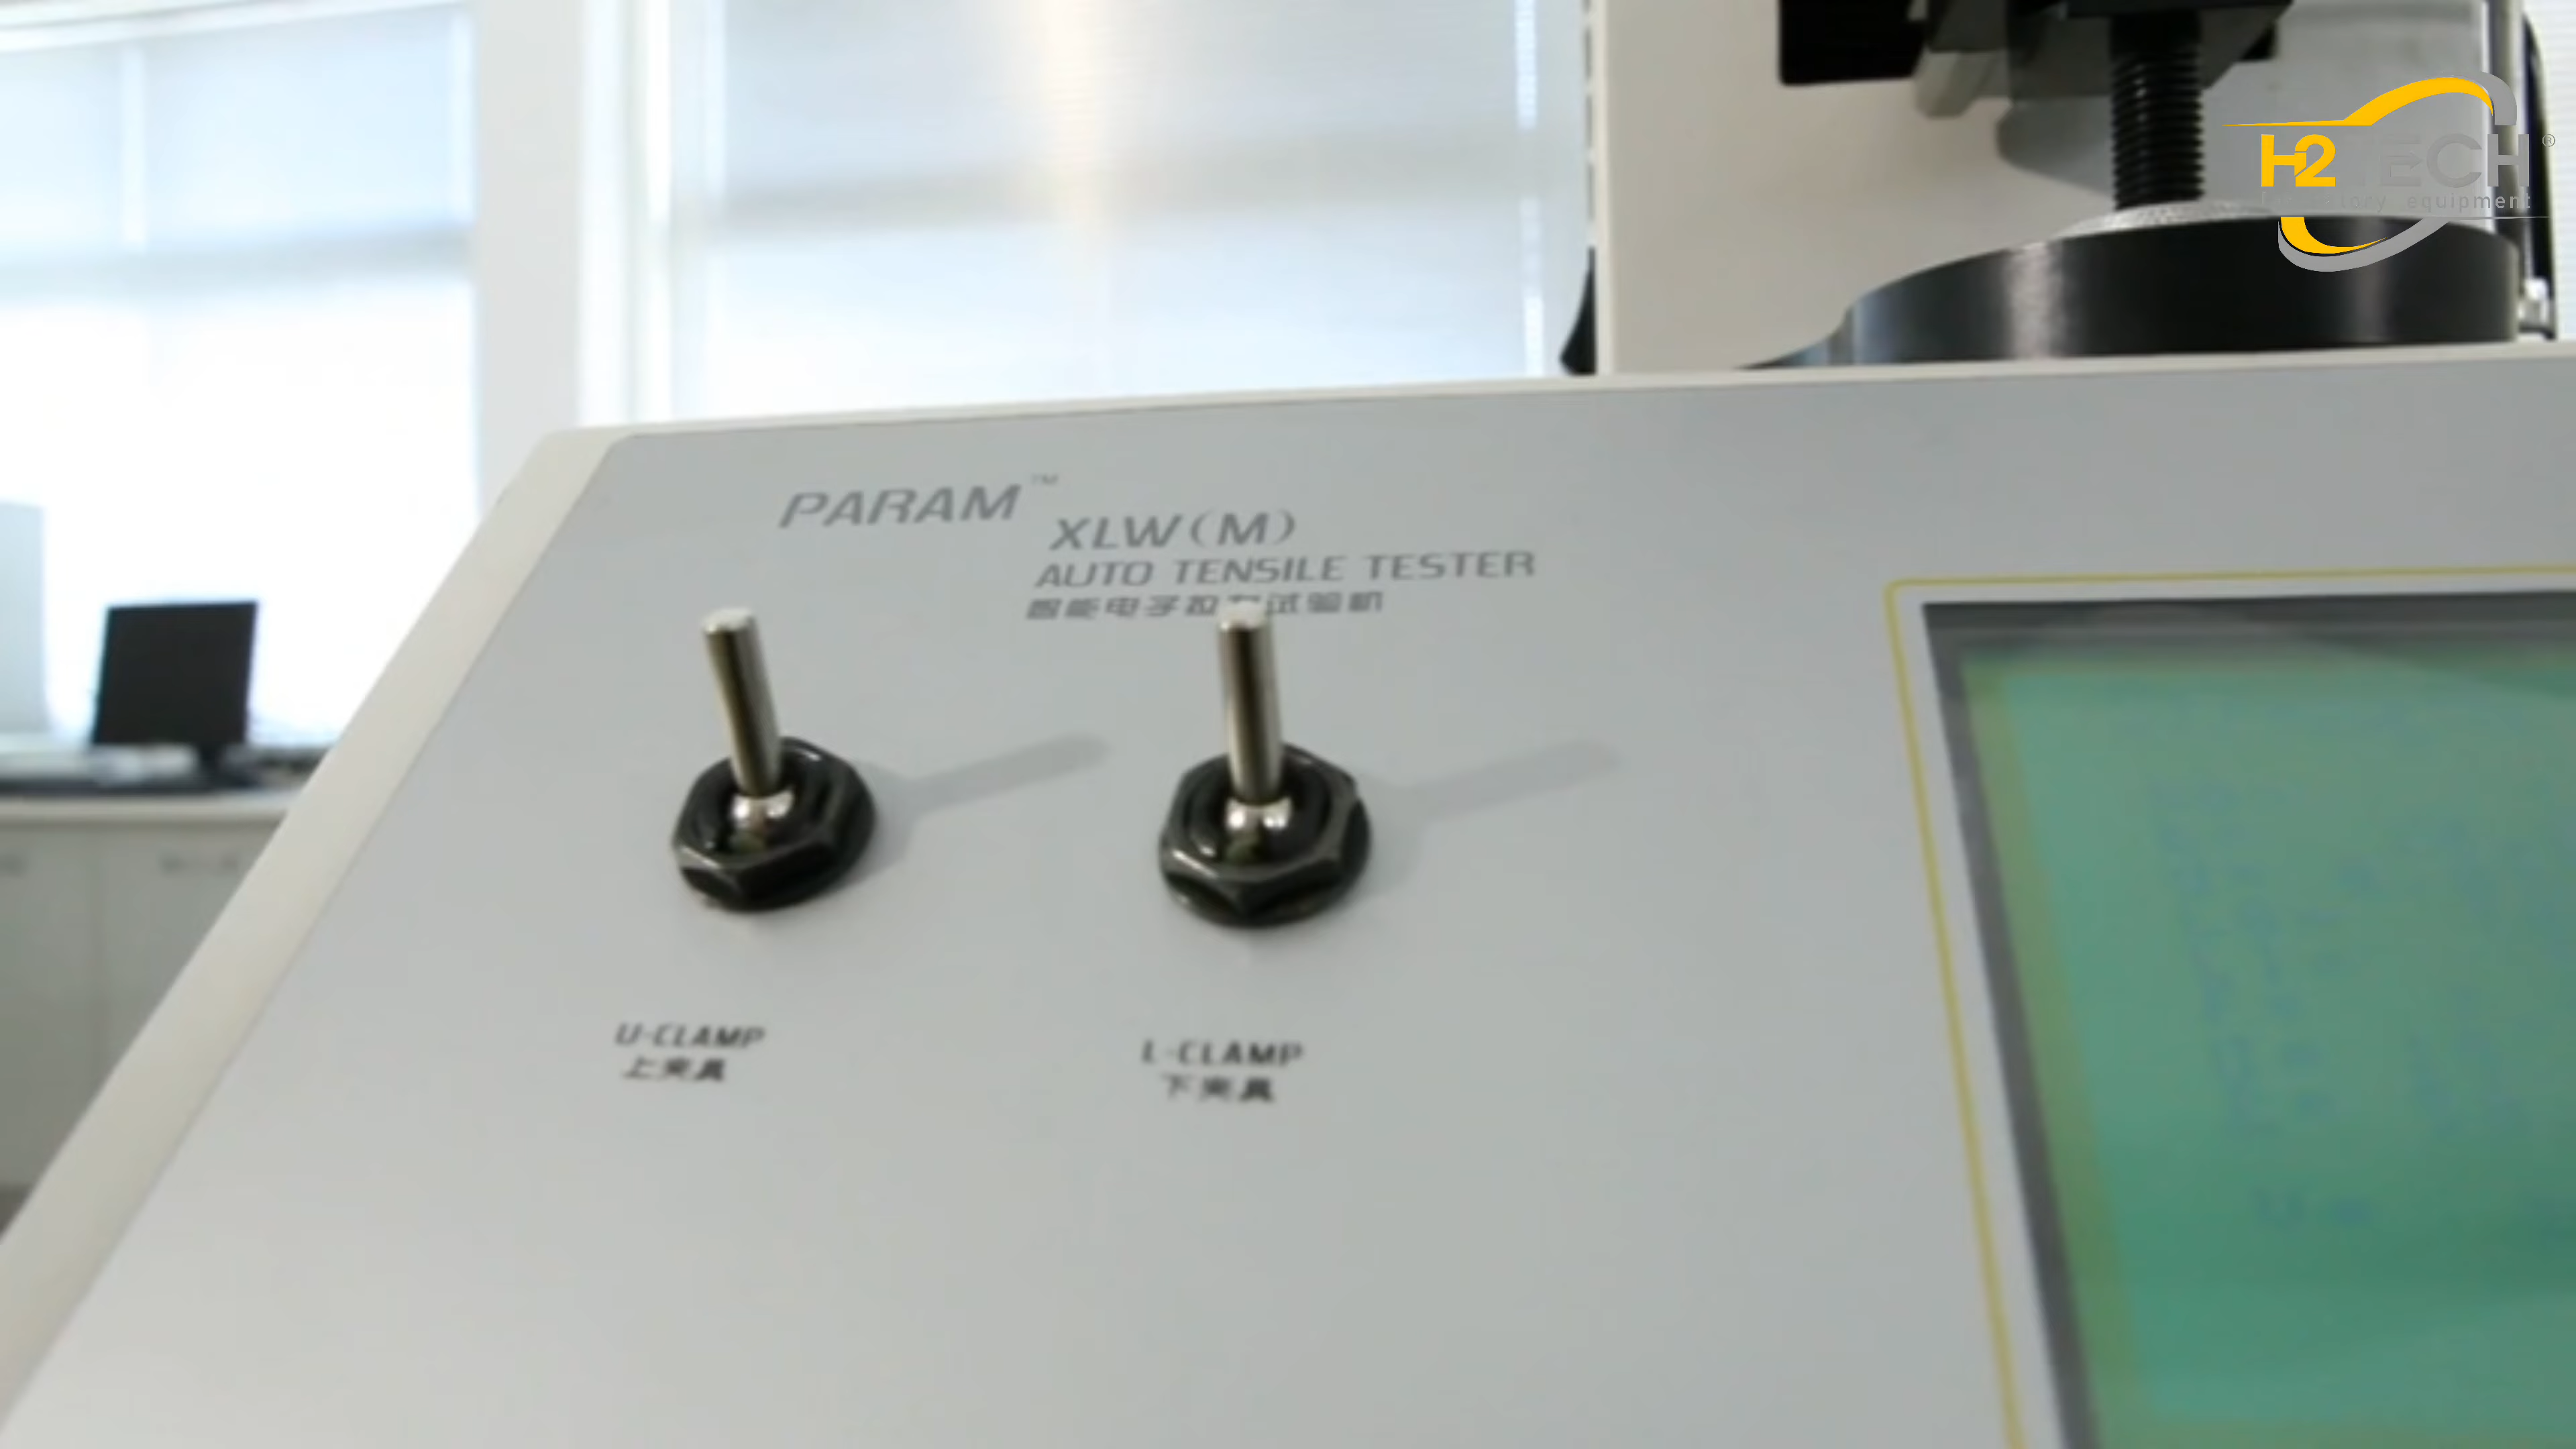 H2TECH®
Laboratory equipment
PARAM™
XLW(M)
AUTO TENSILE TESTER
智能电子拉力试验机
U-CLAMP
上夹具
L-CLAMP
下夹具